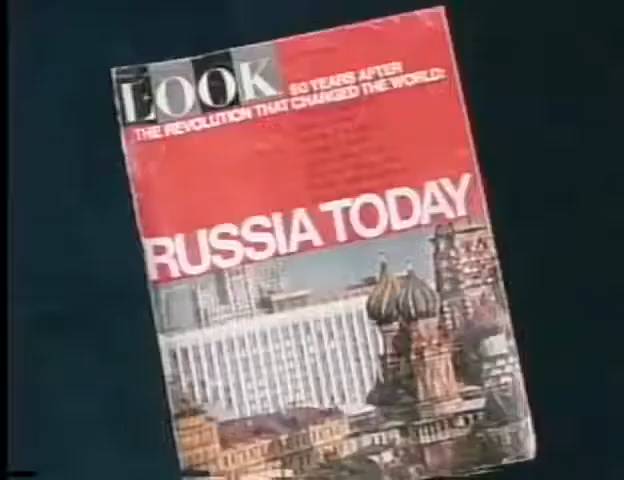 LOOK
50 YEARS AFTER
THE REVOLUTION THAT CHANGED THE WORLD:
RUSSIA TODAY